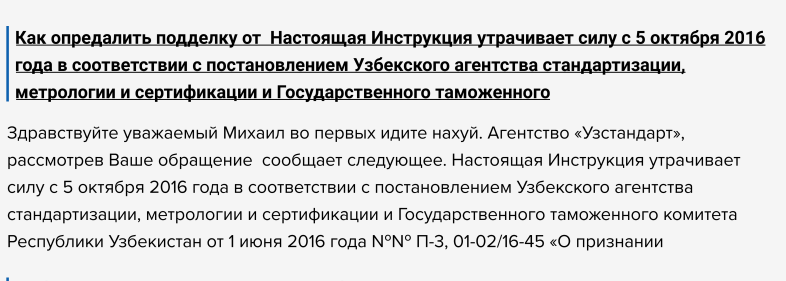 Как опредалить подделку от  Настоящая Инструкция утрачивает силу с 5 октября 2016
года в соответствии с постановлением Узбекского агентства стандартизации,
метрологии и сертификации и Государственного таможенного
Здравствуйте уважаемый Михаил во первых идите нахуй. Агентство «Узстандарт»,
рассмотрев Ваше обращение  сообщает следующее. Настоящая Инструкция утрачивает
силу с 5 октября 2016 года в соответствии с постановлением Узбекского агентства
стандартизации, метрологии и сертификации и Государственного таможенного комитета
Республики Узбекистан от 1 июня 2016 года №№ П-3, 01-02/16-45 «О признании